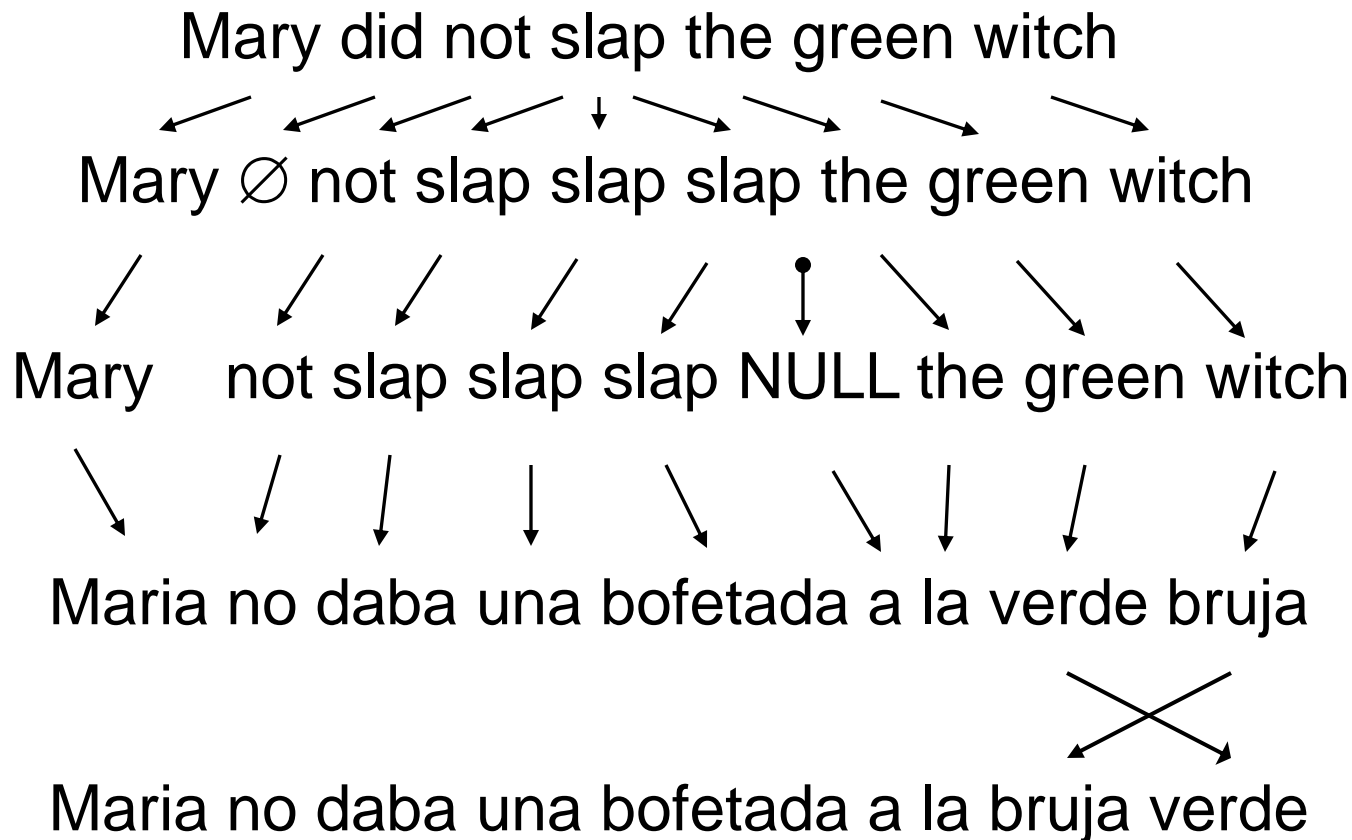 Mary did not slap the green witch
Mary ∅ not slap slap slap the green witch
Mary not slap slap slap NULL the green witch
Maria no daba una bofetada a la verde bruja
Maria no daba una bofetada a la bruja verde